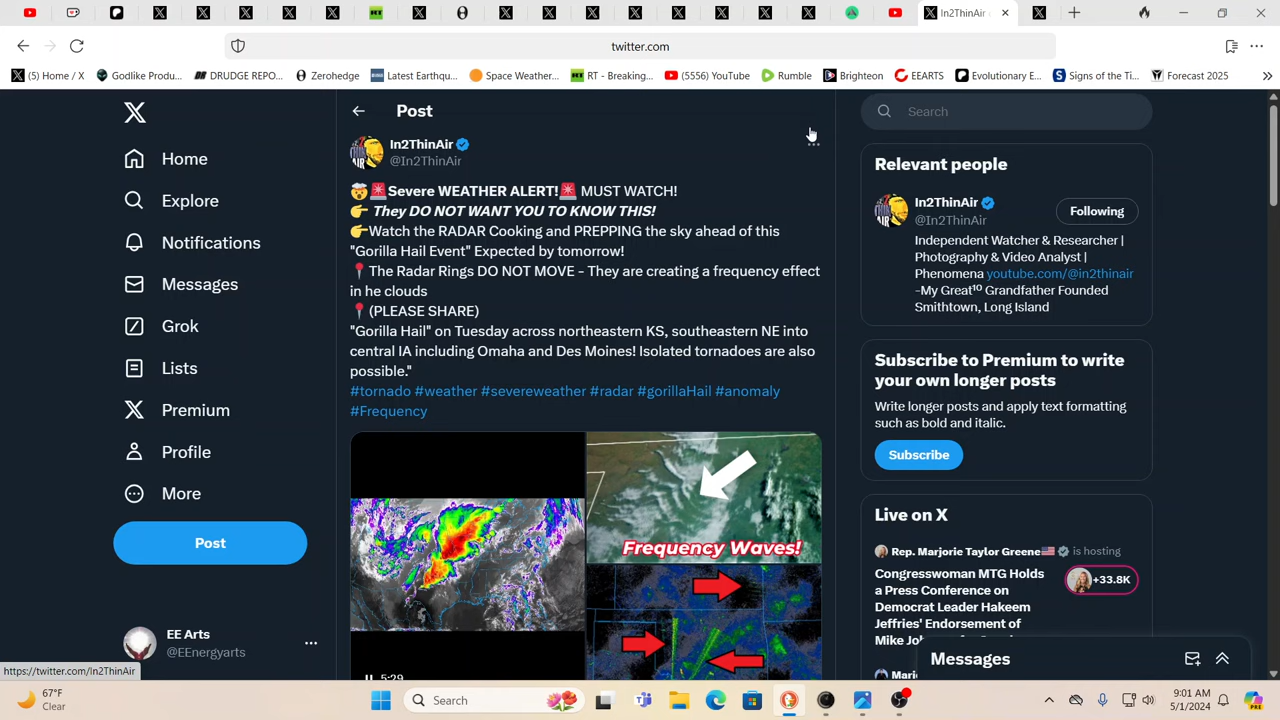 In2ThinAir
twitter.com
(5) Home / X
Godlike Produ...
DRUDGE REPO...
Zerohedge
Latest Earthqu...
Space Weather...
RT - Breaking...
(5556) YouTube
Rumble
Brighteon
EEARTS
Evolutionary E...
Signs of the Ti...
Forecast 2025
Home
Explore
Notifications
Messages
Grok
Lists
Premium
Profile
More
Post
EE Arts
@EEnergyarts
https://twitter.com/In2ThinAir
Post
In2ThinAir
@In2ThinAir
🤯🚨Severe WEATHER ALERT!🚨 MUST WATCH!
👉 They DO NOT WANT YOU TO KNOW THIS!
👉Watch the RADAR Cooking and PREPPING the sky ahead of this
"Gorilla Hail Event" Expected by tomorrow!
📍The Radar Rings DO NOT MOVE - They are creating a frequency effect
in he clouds
📍(PLEASE SHARE)
"Gorilla Hail" on Tuesday across northeastern KS, southeastern NE into
central IA including Omaha and Des Moines! Isolated tornadoes are also
possible."
#tornado #weather #severeweather #radar #gorillaHail #anomaly
#Frequency
Frequency Waves!
5:29
Search
Relevant people
In2ThinAir
@In2ThinAir
Following
Independent Watcher & Researcher |
Photography & Video Analyst |
Phenomena youtube.com/@in2thinair
-My Great¹⁰ Grandfather Founded
Smithtown, Long Island
Subscribe to Premium to write
your own longer posts
Write longer posts and apply text formatting
such as bold and italic.
Subscribe
Live on X
Rep. Marjorie Taylor Greene🇺🇸 is hosting
Congresswoman MTG Holds
a Press Conference on
Democrat Leader Hakeem
Jeffries' Endorsement of
Mike Jo
+33.8K
Messages
67°F
Clear
Search
9:01 AM
5/1/2024